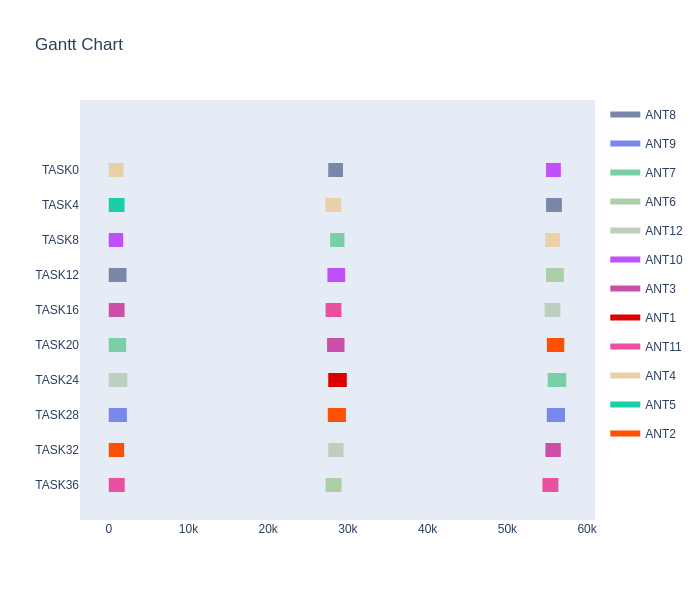 Gantt Chart
TASK0
TASK4
TASK8
TASK12
TASK16
TASK20
TASK24
TASK28
TASK32
TASK36
0 10k 20k 30k 40k 50k 60k
ANT8
ANT9
ANT7
ANT6
ANT12
ANT10
ANT3
ANT1
ANT11
ANT4
ANT5
ANT2